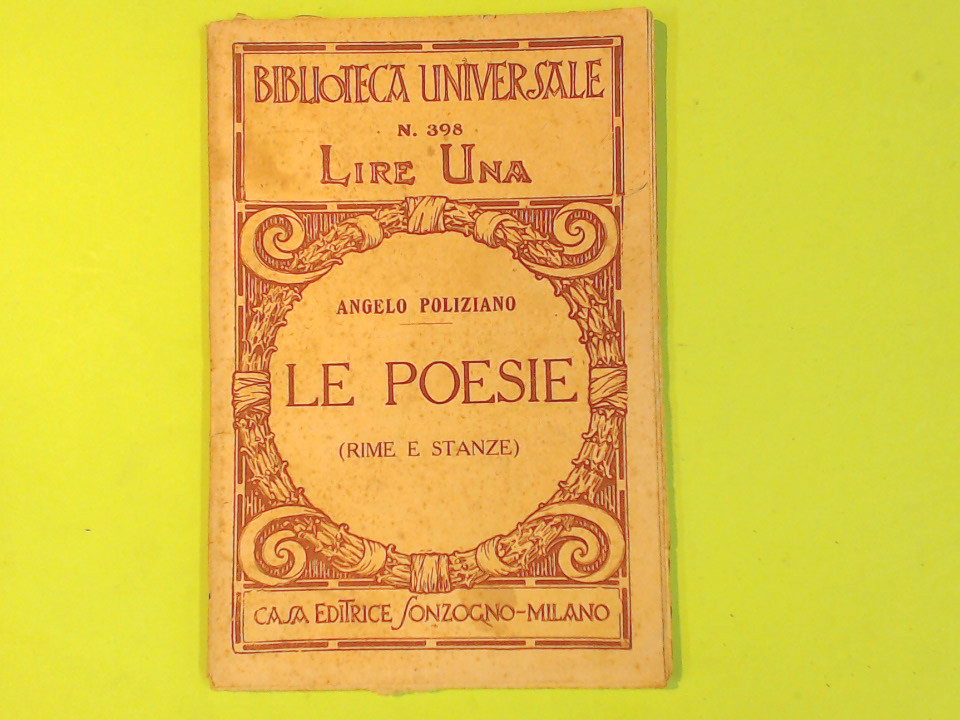 BIBLIOTECA UNIVERSALE
N. 398
LIRE UNA
ANGELO POLIZIANO
LE POESIE
(RIME E STANZE)
CASA EDITRICE SONZOGNO-MILANO